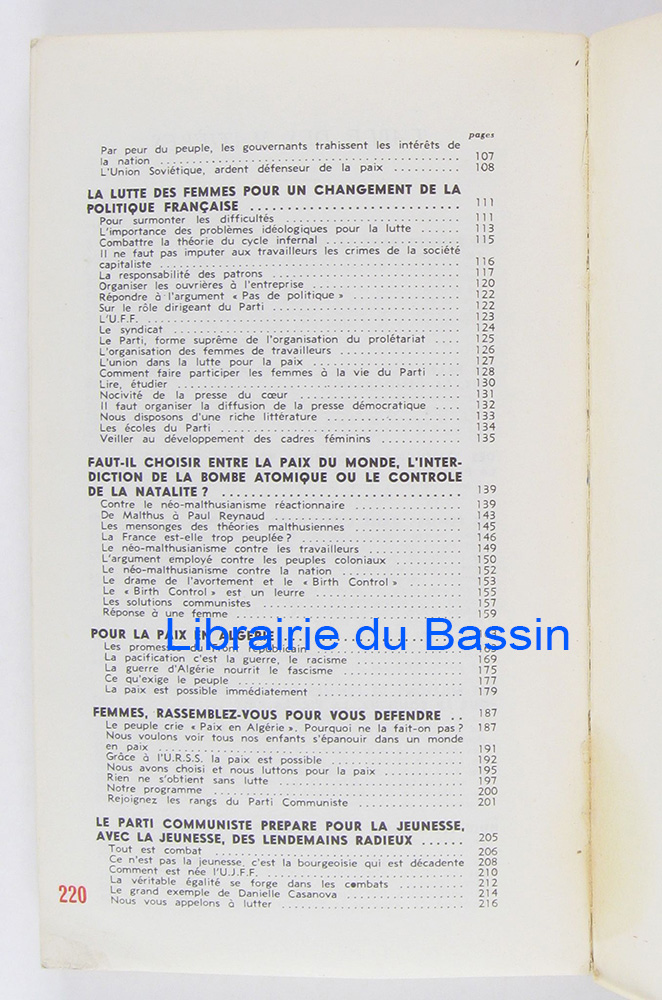 pages
Par peur du peuple, les gouvernants trahissent les intérêts de
la nation ........ 107
L'Union Soviétique, ardent défenseur de la paix ........ 108
LA LUTTE DES FEMMES POUR UN CHANGEMENT DE LA
POLITIQUE FRANÇAISE ........ 111
Pour surmonter les difficultés ........ 111
L'importance des problèmes idéologiques pour la lutte ...... 113
Combattre la théorie du cycle infernal ........ 115
Il ne faut pas imputer aux travailleurs les crimes de la société
capitaliste ........ 116
La responsabilité des patrons ........ 117
Organiser les ouvrières à l'entreprise ........ 120
Répondre à l'argument « Pas de politique » ........ 122
Sur le rôle dirigeant du Parti ........ 122
L'U.F.F. ........ 123
Le syndicat ........ 124
Le Parti, forme suprême de l'organisation du prolétariat .... 125
L'organisation des femmes de travailleurs ........ 126
L'union dans la lutte pour la paix ........ 127
Comment faire participer les femmes à la vie du Parti .... 128
Lire, étudier ........ 130
Nocivité de la presse du cœur ........ 131
Il faut organiser la diffusion de la presse démocratique .... 132
Nous disposons d'une riche littérature ........ 133
Les écoles du Parti ........ 134
Veiller au développement des cadres féminins ........ 135
FAUT-IL CHOISIR ENTRE LA PAIX DU MONDE, L'INTER-
DICTION DE LA BOMBE ATOMIQUE OU LE CONTROLE
DE LA NATALITE ? ........ 139
Contre le néo-malthusianisme réactionnaire ........ 139
De Malthus à Paul Reynaud ........ 143
Les mensonges des théories malthusiennes ........ 145
La France est-elle trop peuplée ? ........ 146
Le néo-malthusianisme contre les travailleurs ........ 149
L'argument employé contre les peuples coloniaux ........ 150
Le néo-malthusianisme contre la nation ........ 152
Le drame de l'avortement et le « Birth Control » ........ 153
Le « Birth Control » est un leurre ........ 155
Les solutions communistes ........ 157
Réponse à une femme ........ 159
POUR LA PAIX EN ALGERIE ........
Librairie du Bassin
Les promesses du Front républicain ........
La pacification c'est la guerre, le racisme ........ 169
La guerre d'Algérie nourrit le fascisme ........ 175
Ce qu'exige le peuple ........ 177
La paix est possible immédiatement ........ 179
FEMMES, RASSEMBLEZ-VOUS POUR VOUS DEFENDRE .. 187
Le peuple crie « Paix en Algérie ». Pourquoi ne la fait-on pas ? 187
Nous voulons voir tous nos enfants s'épanouir dans un monde
en paix ........ 191
Grâce à l'U.R.S.S. la paix est possible ........ 192
Nous avons choisi et nous luttons pour la paix ........ 195
Rien ne s'obtient sans lutte ........ 197
Notre programme ........ 200
Rejoignez les rangs du Parti Communiste ........ 201
LE PARTI COMMUNISTE PREPARE POUR LA JEUNESSE,
AVEC LA JEUNESSE, DES LENDEMAINS RADIEUX ...... 205
Tout est combat ........ 206
Ce n'est pas la jeunesse, c'est la bourgeoisie qui est décadente 208
Comment est née l'U.J.F.F. ........ 210
La véritable égalité se forge dans les combats ........ 212
Le grand exemple de Danielle Casanova ........ 214
Nous vous appelons à lutter ........ 216
220